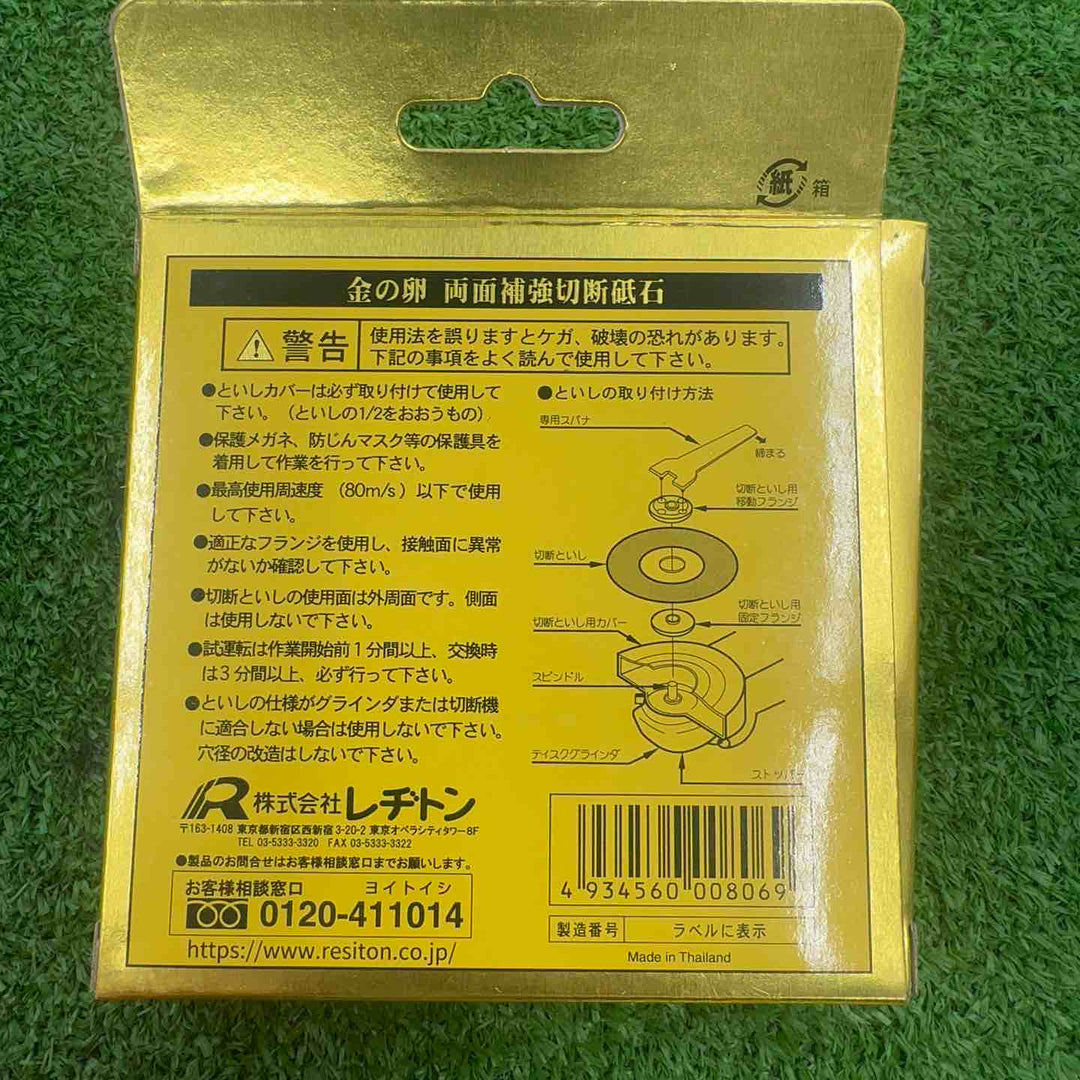 紙 箱
金の卵 両面補強切断砥石
警告
使用法を誤りますとケガ、破壊の恐れがあります。
下記の事項をよく読んで使用して下さい。
●といしカバーは必ず取り付けて使用して
下さい。（といしの1/2をおおうもの）
●保護メガネ、防じんマスク等の保護具を
着用して作業を行って下さい。
●最高使用周速度（80m/s）以下で使用
して下さい。
●適正なフランジを使用し、接触面に異常
がないか確認して下さい。
●切断といしの使用面は外周面です。側面
は使用しないで下さい。
●試運転は作業開始前1分間以上、交換時
は3分間以上、必ず行って下さい。
●といしの仕様がグラインダまたは切断機
に適合しない場合は使用しないで下さい。
穴径の改造はしないで下さい。
●といしの取り付け方法
専用スパナ
締まる
切断といし用
移動フランジ
切断といし
切断といし用
固定フランジ
切断といし用カバー
スピンドル
ディスクグラインダ
ストッパー
R 株式会社レヂトン
〒163-1408 東京都新宿区西新宿3-20-2 東京オペラシティタワー8F
TEL 03-5333-3320 FAX 03-5333-3322
●製品のお問合せはお客様相談窓口までお願いします。
お客様相談窓口 ヨイトイシ
0120-411014
https://www.resiton.co.jp/
4 934560 008069
製造番号 ラベルに表示
Made in Thailand